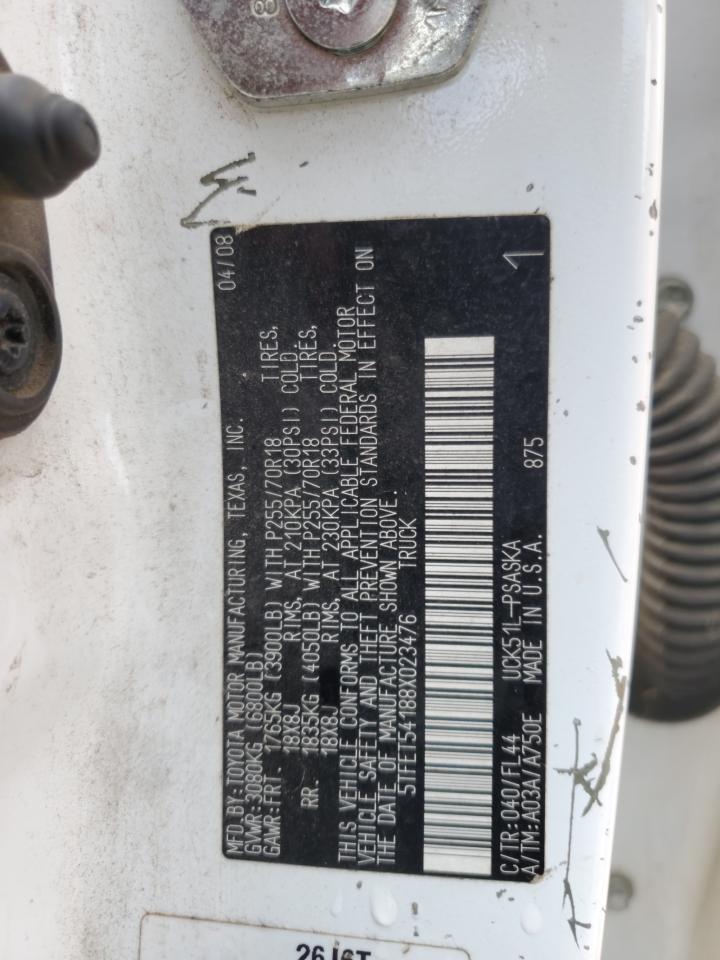 MFD.BY:TOYOTA MOTOR MANUFACTURING, TEXAS, INC. 04/08
GVWR:3080KG (6800LB)
GAWR:FRT. 1765KG (3900LB) WITH P255/70R18 TIRES,
18X8J RIMS, AT 210KPA (30PSI) COLD.
RR. 1835KG (4050LB) WITH P255/70R18 TIRES,
18X8J RIMS, AT 230KPA (33PSI) COLD.
THIS VEHICLE CONFORMS TO ALL APPLICABLE FEDERAL MOTOR
VEHICLE SAFETY AND THEFT PREVENTION STANDARDS IN EFFECT ON
THE DATE OF MANUFACTURE SHOWN ABOVE.
5TFET54188X023476 TRUCK
C/TR:040/FL44 UCK51L-PSASKA 875 1
A/TM:A03A/A750E MADE IN U.S.A.
8